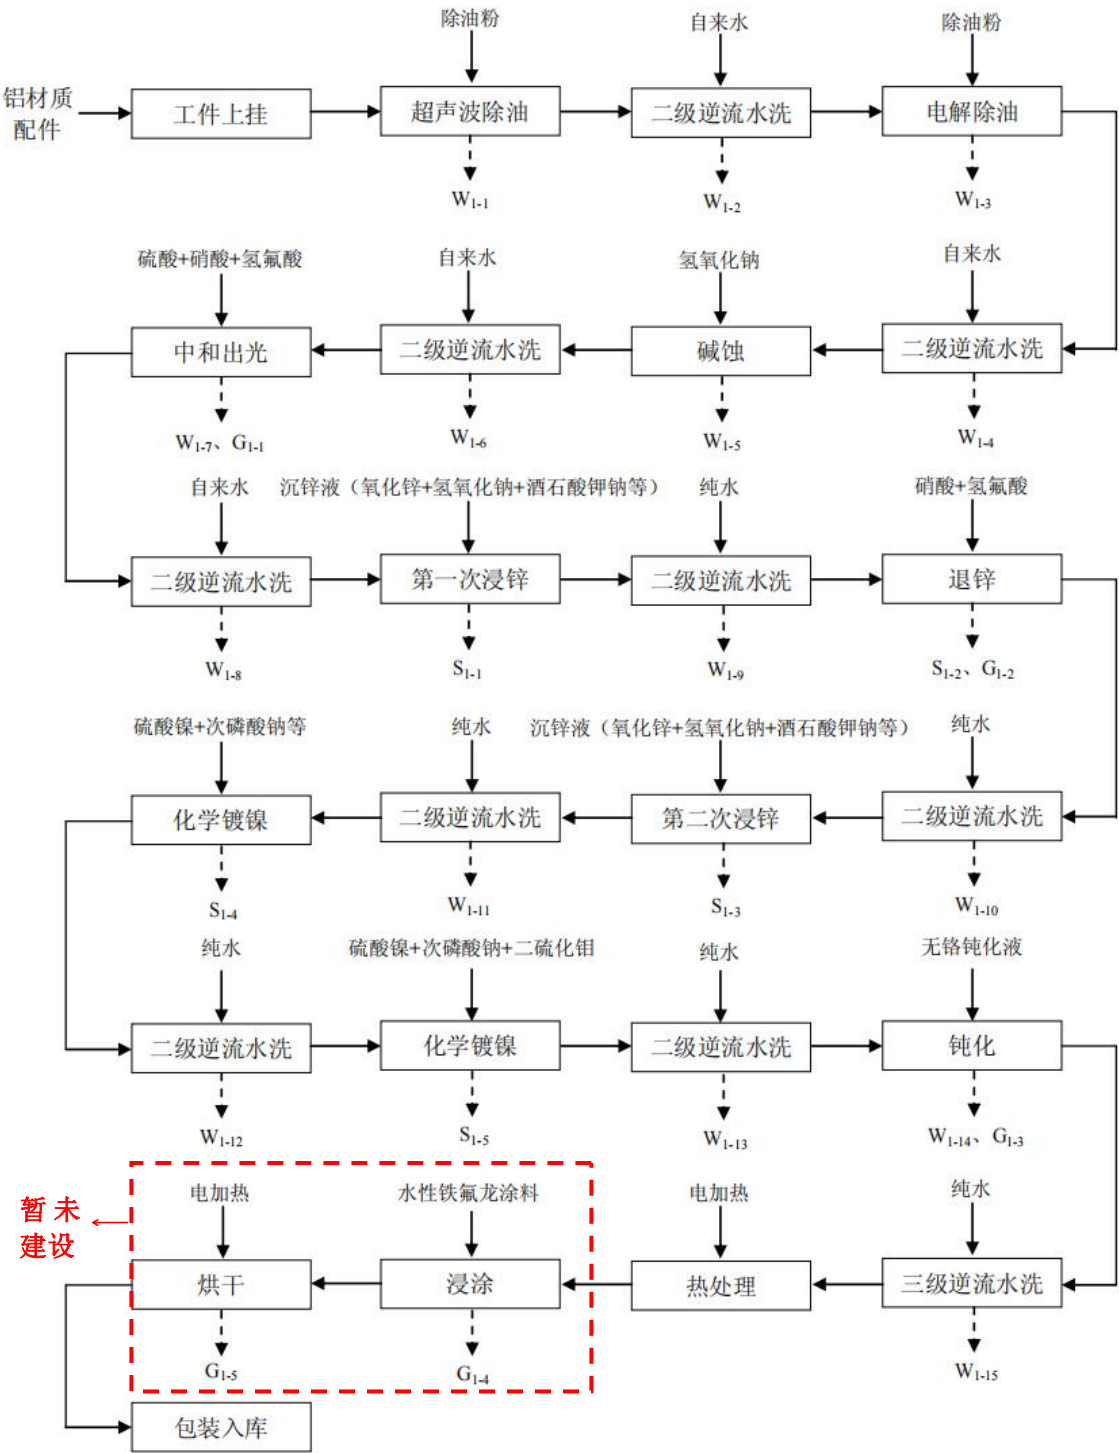 除油粉
自来水
除油粉
铝材质
配件
工件上挂
超声波除油
二级逆流水洗
电解除油
W1-1
W1-2
W1-3
硫酸+硝酸+氢氟酸
自来水
氢氧化钠
自来水
中和出光
二级逆流水洗
碱蚀
二级逆流水洗
W1-7、G1-1
W1-6
W1-5
W1-4
自来水
沉锌液（氧化锌+氢氧化钠+酒石酸钾钠等）
纯水
硝酸+氢氟酸
二级逆流水洗
第一次浸锌
二级逆流水洗
退锌
W1-8
S1-1
W1-9
S1-2、G1-2
硫酸镍+次磷酸钠等
纯水
沉锌液（氧化锌+氢氧化钠+酒石酸钾钠等）
纯水
化学镀镍
二级逆流水洗
第二次浸锌
二级逆流水洗
S1-4
W1-11
S1-3
W1-10
纯水
硫酸镍+次磷酸钠+二硫化钼
纯水
无铬钝化液
二级逆流水洗
化学镀镍
二级逆流水洗
钝化
W1-12
S1-5
W1-13
W1-14、G1-3
暂未
建设
电加热
水性铁氟龙涂料
电加热
纯水
烘干
浸涂
热处理
三级逆流水洗
G1-5
G1-4
W1-15
包装入库